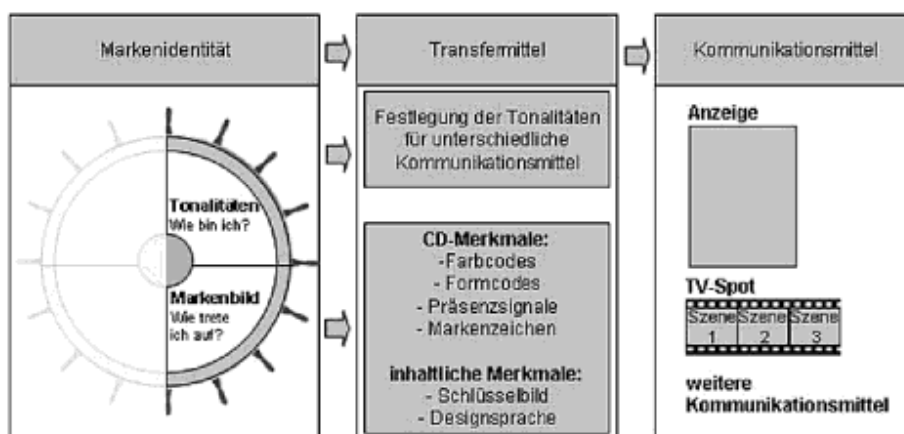 Markenidentität
Transfermittel
Kommunikationsmittel
Tonalitäten
Wie bin ich?
Markenbild
Wie trete
ich auf?
Festlegung der Tonalitäten
für unterschiedliche
Kommunikationsmittel
CD-Merkmale:
-Farbcodes
- Formcodes
- Präsenzsignale
- Markenzeichen
inhaltliche Merkmale:
- Schlüsselbild
- Designsprache
Anzeige
TV-Spot
Szene Szene Szene
1 2 3
weitere
Kommunikationsmittel